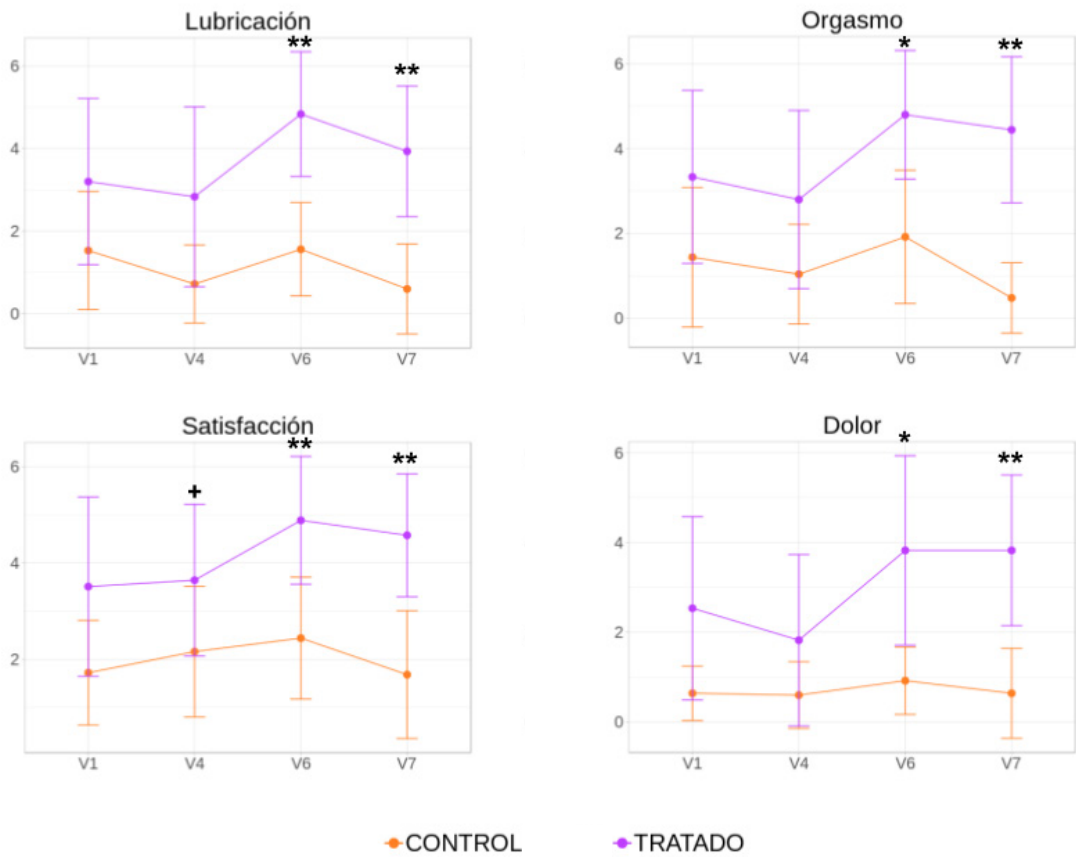 Lubricación
**
**
6
4
2
0
V1 V4 V6 V7
Orgasmo
*
**
6
4
2
0
V1 V4 V6 V7
Satisfacción
**
**
+
6
4
2
V1 V4 V6 V7
Dolor
*
**
6
4
2
0
V1 V4 V6 V7
CONTROL TRATADO